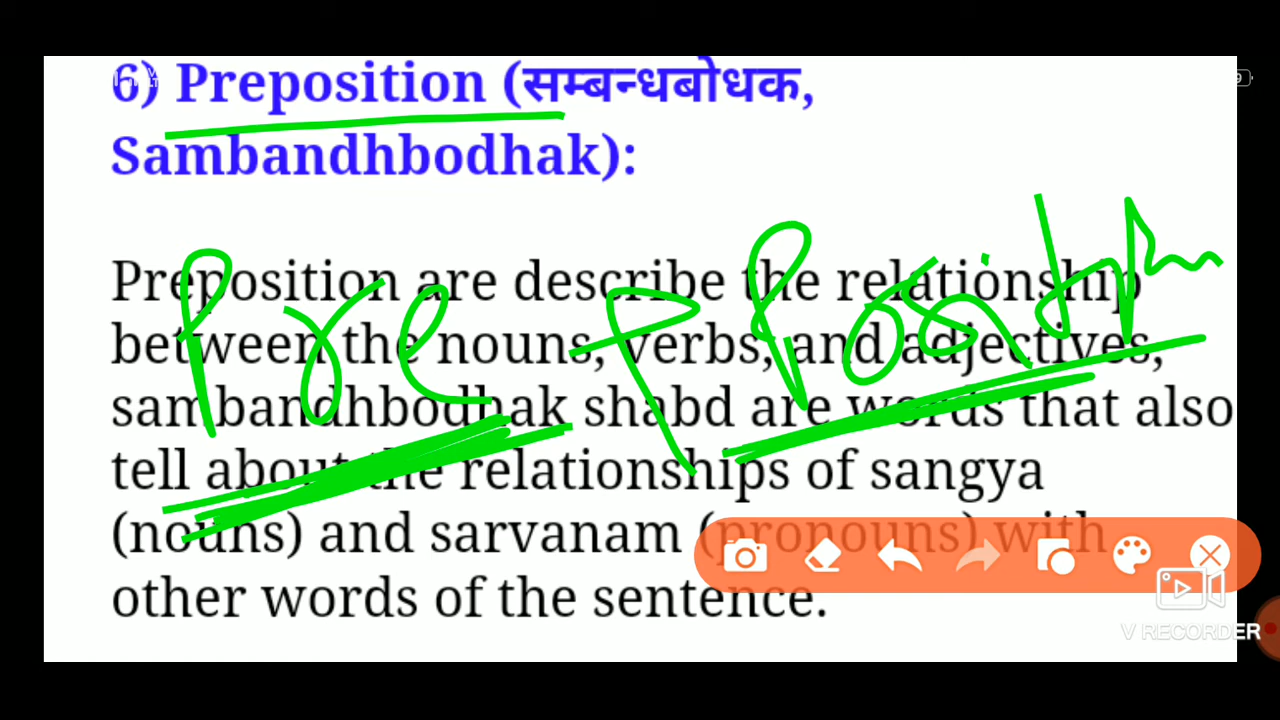 6) Preposition (सम्बन्धबोधक,
Sambandhbodhak):
Preposition are describe the relationship
between the nouns, verbs, and adjectives,
sambandhbodhak shabd are words that also
tell about the relationships of sangya
(nouns) and sarvanam (pronouns) with
other words of the sentence.
Pre + Position
V RECORDER